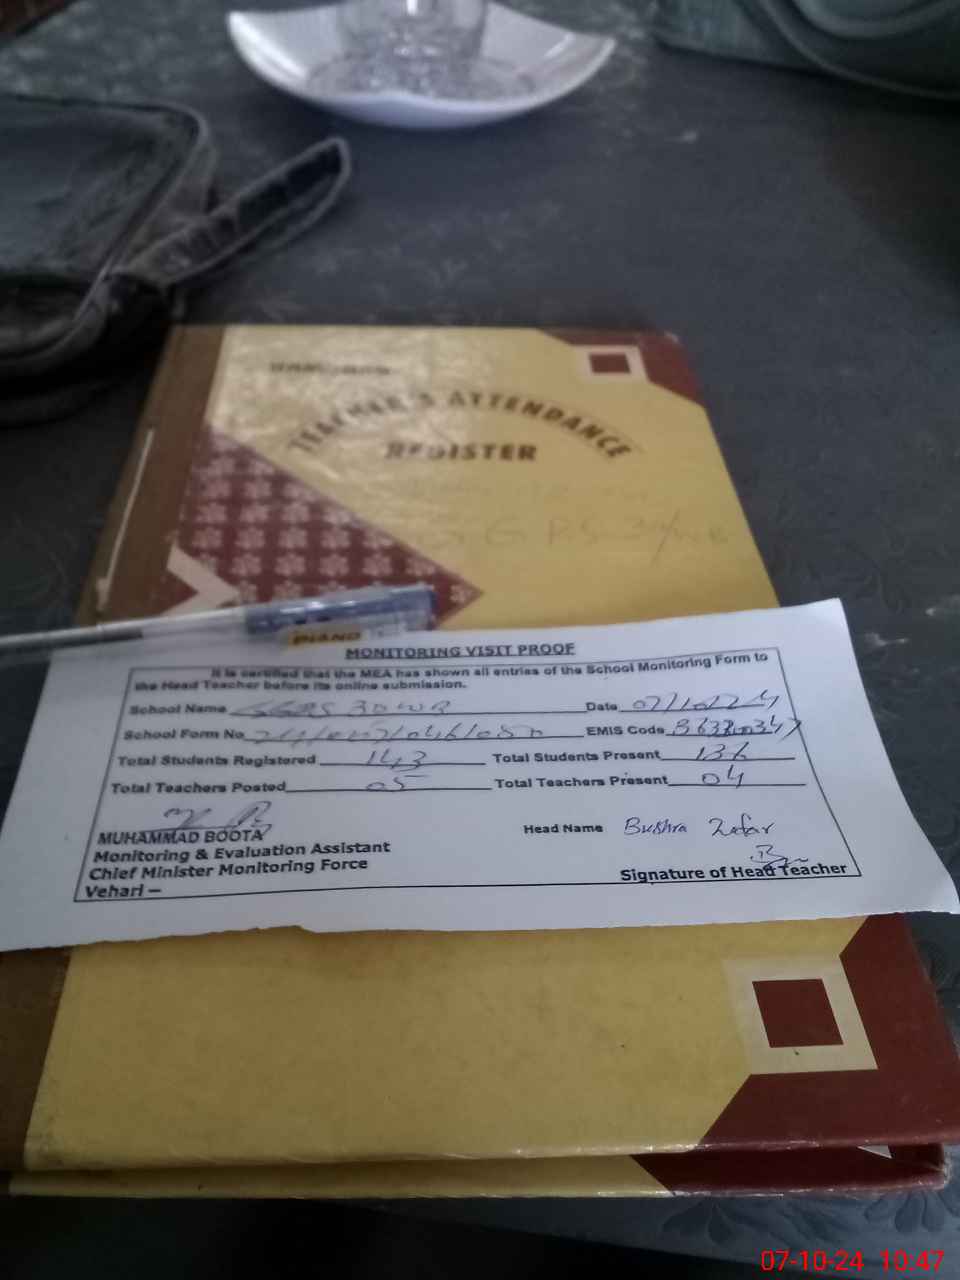 TEACHER'S ATTENDANCE
REGISTER
PIANO
MONITORING VISIT PROOF
It is certified that the MEA has shown all entries of the School Monitoring Form to
the Head Teacher before its online submission.
School Name Date
School Form No EMIS Code
Total Students Registered 143 Total Students Present
Total Teachers Posted 05 Total Teachers Present 04
MUHAMMAD BOOTA
Monitoring & Evaluation Assistant
Chief Minister Monitoring Force
Vehari –
Head Name Bushra Zafar
Signature of Head Teacher
07-10-24 10:47